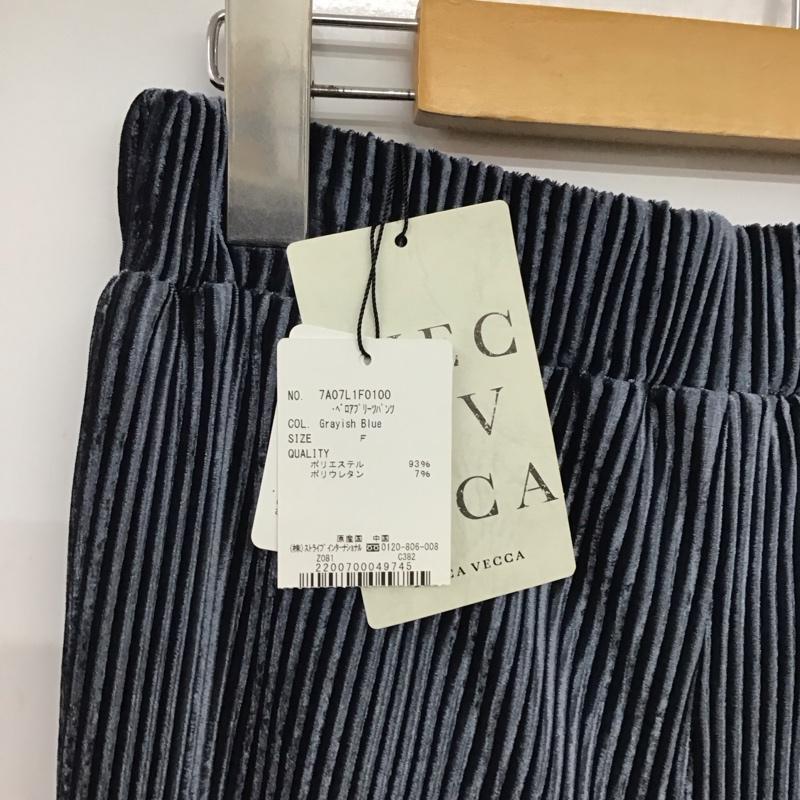 NO. 7A07L1F0100
・ベロアプリーツパンツ
COL. Grayish Blue
SIZE F
QUALITY
ポリエステル 93%
ポリウレタン 7%
原産国 中国
(株)ストライプインターナショナル 0120-806-008
Z081 C382
2200700049745
EC
V
CA
CA VECCA